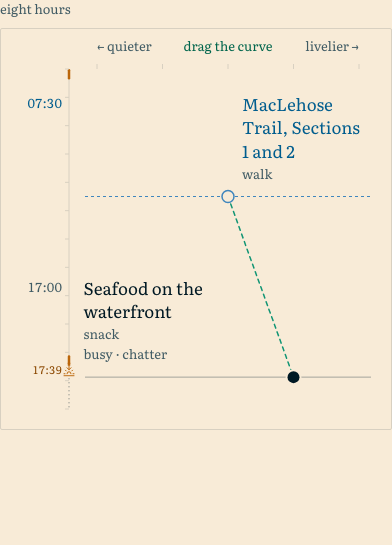 eight hours
← quieter drag the curve livelier →
07:30
MacLehose
Trail, Sections
1 and 2
walk
17:00
Seafood on the
waterfront
snack
busy · chatter
17:39